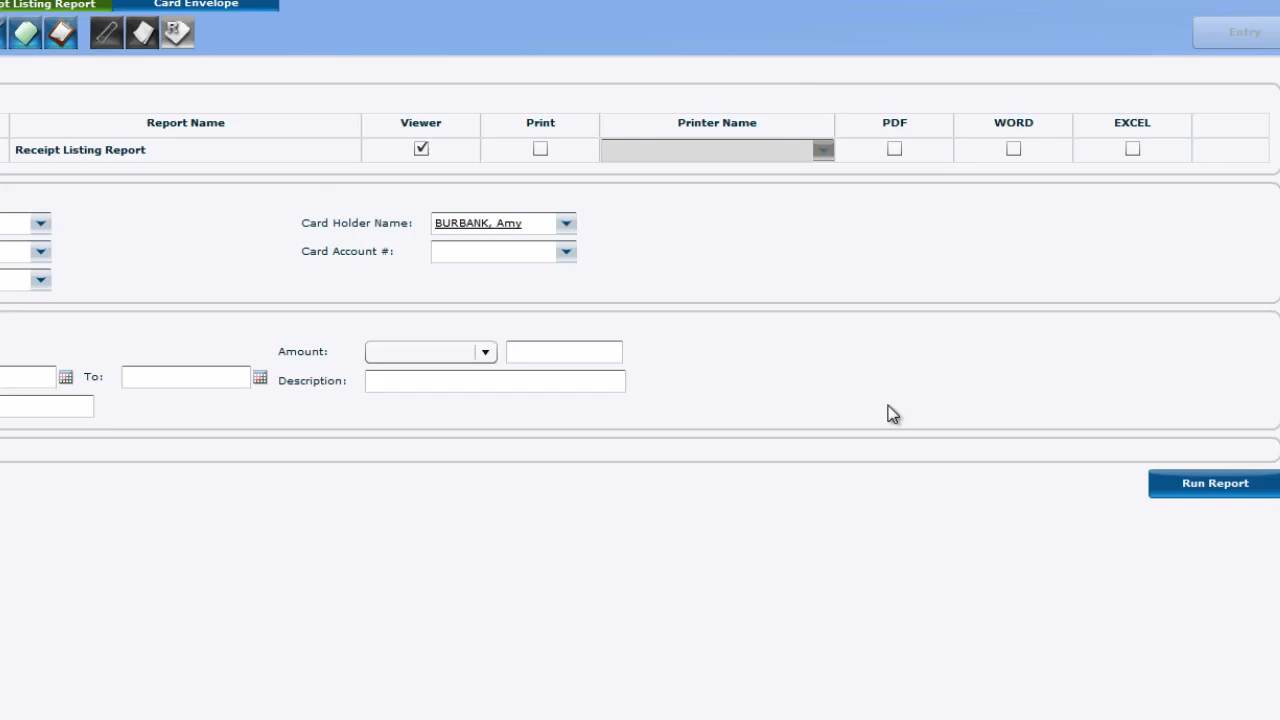 pt Listing Report Card Envelope
Entry
Report Name Viewer Print Printer Name PDF WORD EXCEL
Receipt Listing Report
Card Holder Name: BURBANK, Amy
Card Account #:
Amount:
To:
Description:
Run Report